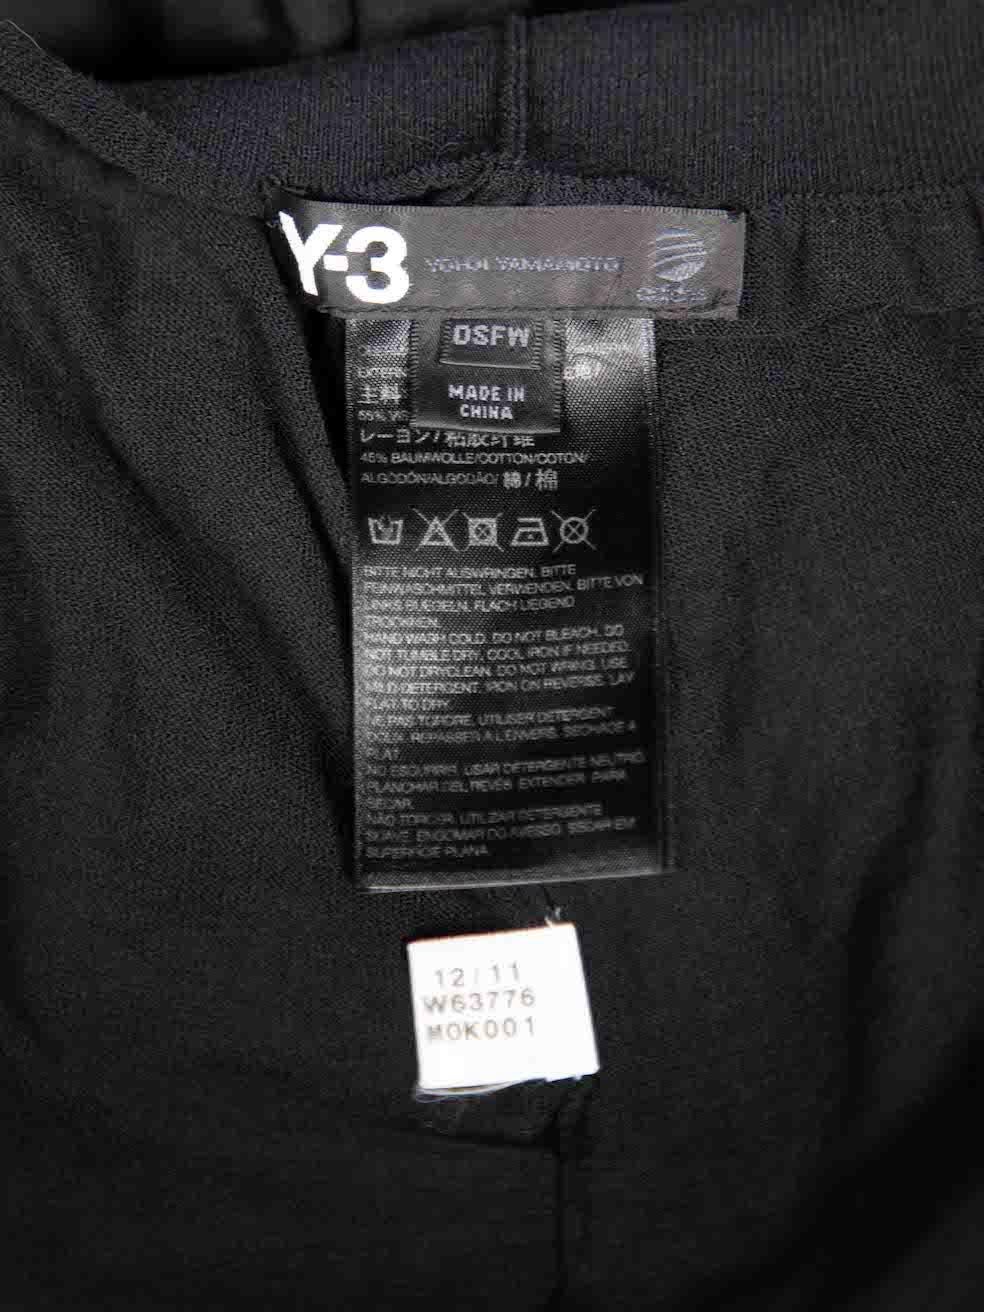 Y-3 YOHJI YAMAMOTO
OSFW
MADE IN
CHINA
主料
レーヨン/粘胶纤维
45% BAUMWOLLE/COTTON/COTON/
ALGODÓN/ALGODÃO/ 綿/棉
BITTE NICHT AUSWRINGEN. BITTE
FEINWASCHMITTEL VERWENDEN. BITTE VON
LINKS BUEGELN. FLACH LIEGEND
TROCKNEN.
HAND WASH COLD. DO NOT BLEACH. DO
NOT TUMBLE DRY. COOL IRON IF NEEDED.
DO NOT DRYCLEAN. DO NOT WRING. USE
MILD DETERGENT. IRON ON REVERSE. LAY
FLAT TO DRY.
NE PAS TORDRE. UTILISER DETERGENT
DOUX. REPASSER A L'ENVERS. SECHAGE A
PLAT.
NO ESCURRIR. USAR DETERGENTE NEUTRO.
PLANCHAR DEL REVES. EXTENDER PARA
SECAR.
NÃO TORCER. UTILIZAR DETERGENTE
SUAVE. ENGOMAR DO AVESSO. SECAR EM
SUPERFICIE PLANA.
12/11
W63776
M0K001